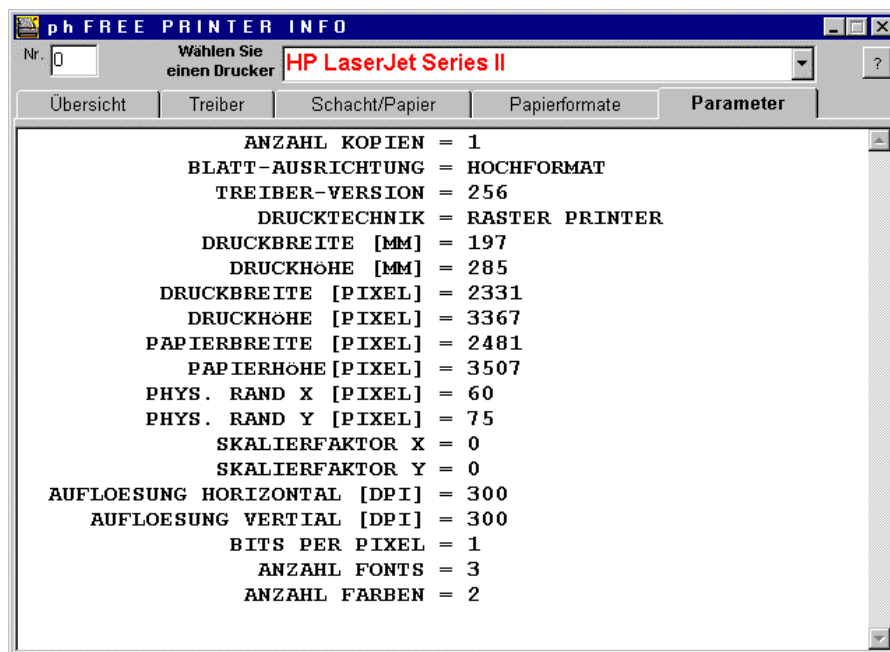 ph FREE PRINTER INFO
Nr. 0
Wählen Sie
einen Drucker
HP LaserJet Series II
?
Übersicht Treiber Schacht/Papier Papierformate Parameter
ANZAHL KOPIEN = 1
BLATT-AUSRICHTUNG = HOCHFORMAT
TREIBER-VERSION = 256
DRUCKTECHNIK = RASTER PRINTER
DRUCKBREITE [MM] = 197
DRUCKHÖHE [MM] = 285
DRUCKBREITE [PIXEL] = 2331
DRUCKHÖHE [PIXEL] = 3367
PAPIERBREITE [PIXEL] = 2481
PAPIERHÖHE[PIXEL] = 3507
PHYS. RAND X [PIXEL] = 60
PHYS. RAND Y [PIXEL] = 75
SKALIERFAKTOR X = 0
SKALIERFAKTOR Y = 0
AUFLOESUNG HORIZONTAL [DPI] = 300
AUFLOESUNG VERTIAL [DPI] = 300
BITS PER PIXEL = 1
ANZAHL FONTS = 3
ANZAHL FARBEN = 2